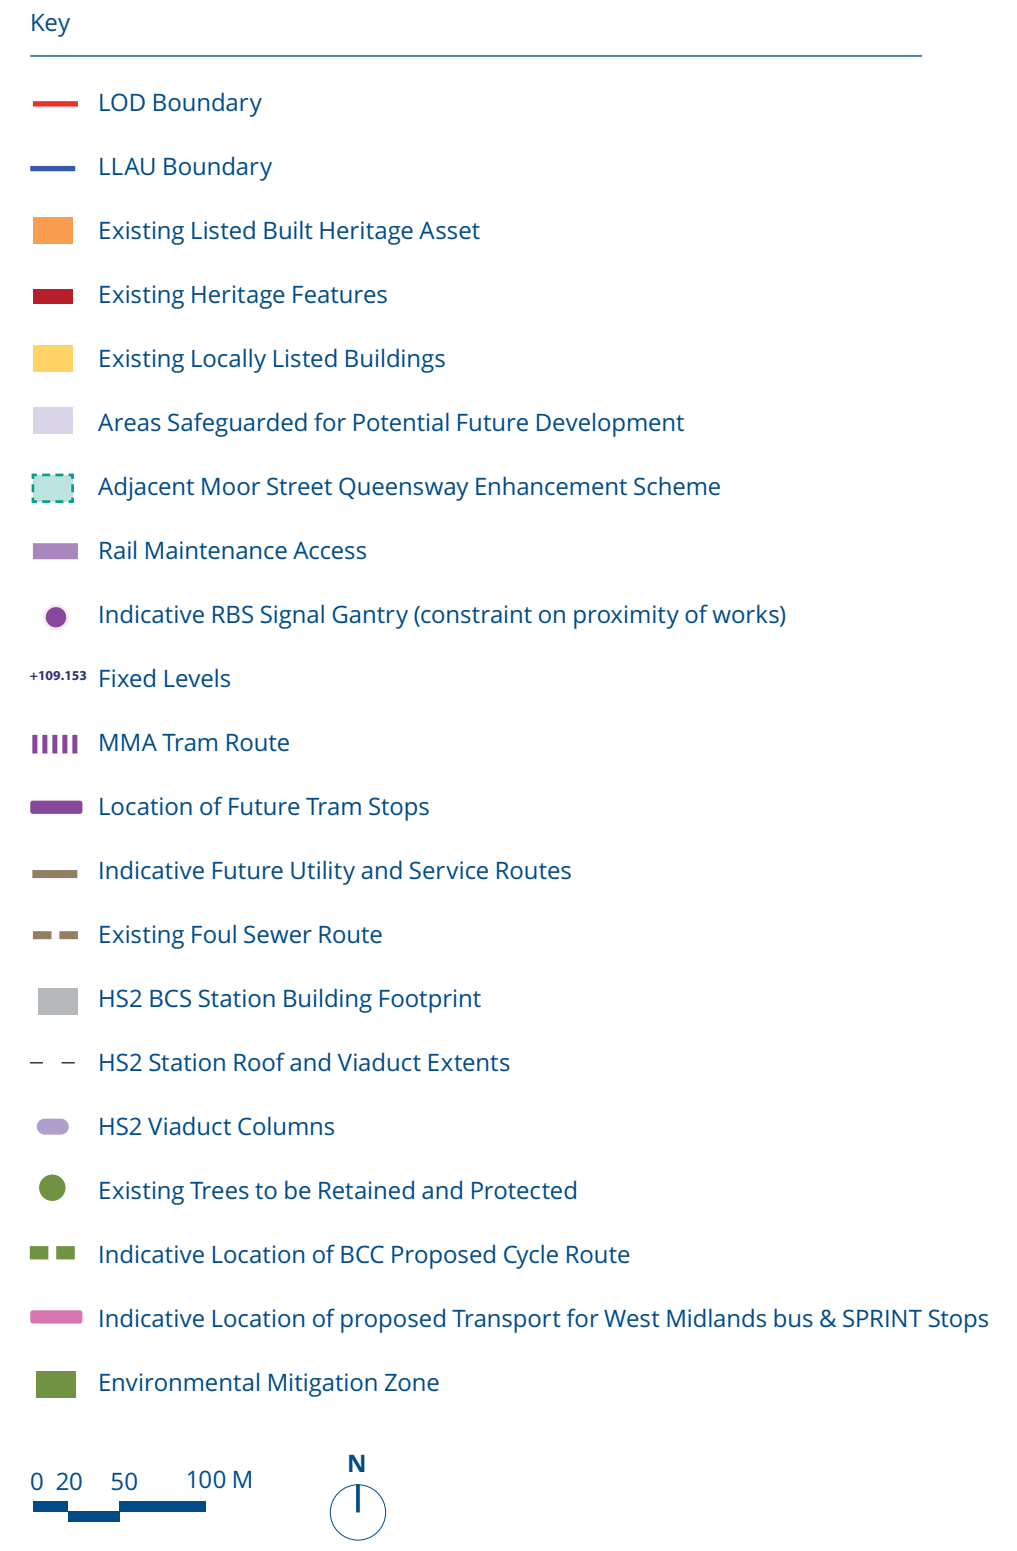 Key
LOD Boundary
LLAU Boundary
Existing Listed Built Heritage Asset
Existing Heritage Features
Existing Locally Listed Buildings
Areas Safeguarded for Potential Future Development
Adjacent Moor Street Queensway Enhancement Scheme
Rail Maintenance Access
Indicative RBS Signal Gantry (constraint on proximity of works)
+109.153 Fixed Levels
MMA Tram Route
Location of Future Tram Stops
Indicative Future Utility and Service Routes
Existing Foul Sewer Route
HS2 BCS Station Building Footprint
HS2 Station Roof and Viaduct Extents
HS2 Viaduct Columns
Existing Trees to be Retained and Protected
Indicative Location of BCC Proposed Cycle Route
Indicative Location of proposed Transport for West Midlands bus & SPRINT Stops
Environmental Mitigation Zone
N
0 20 50 100 M